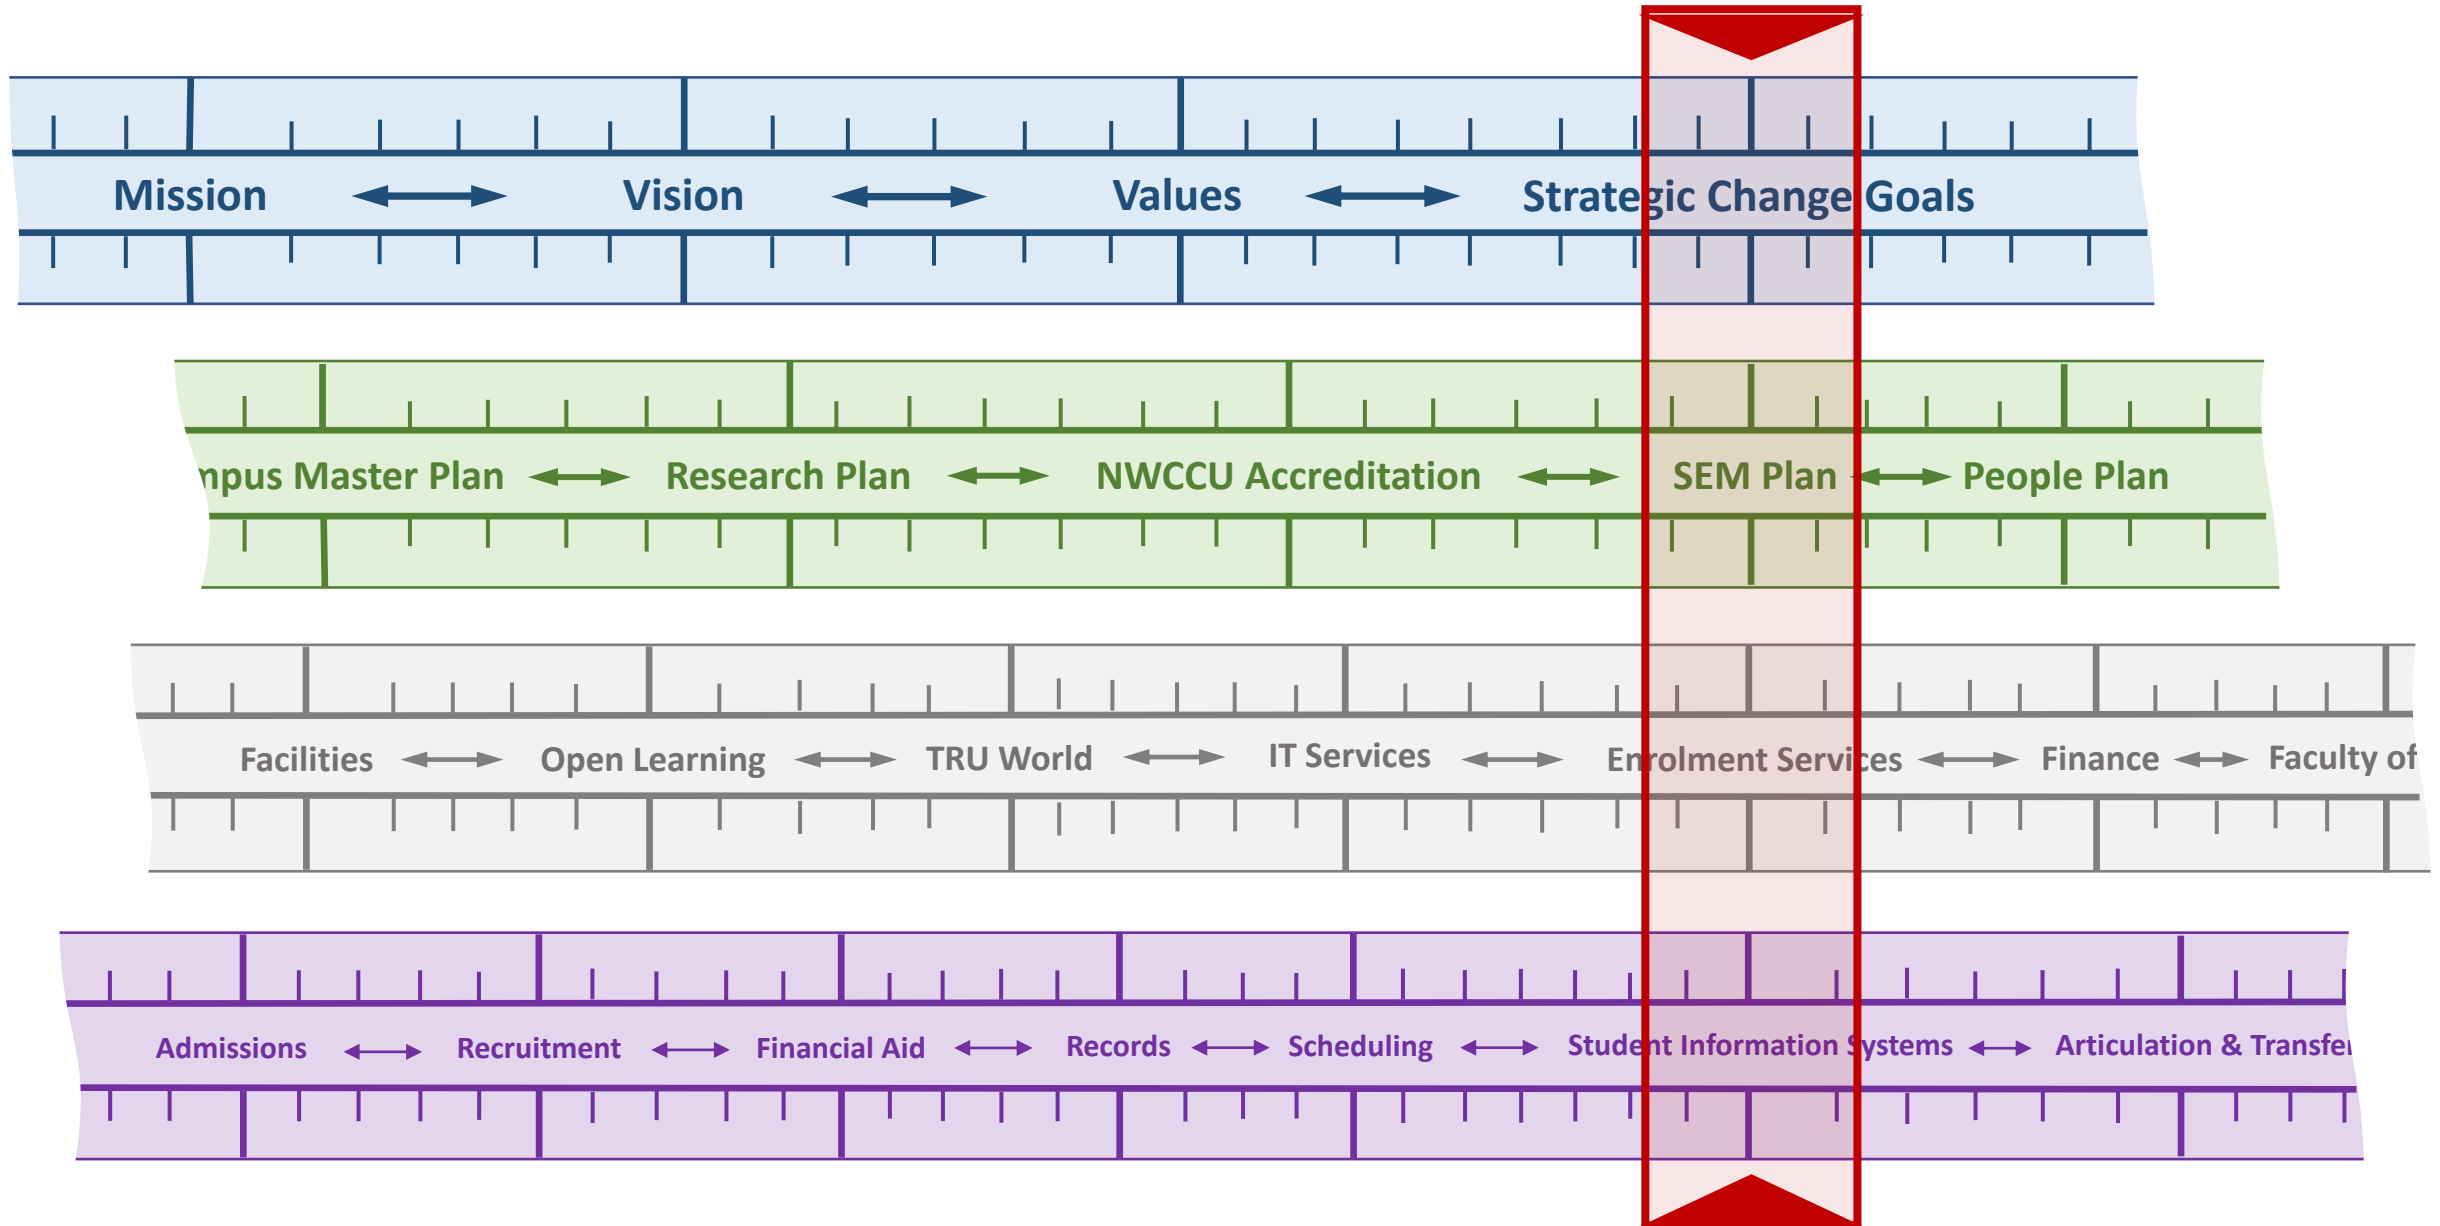 Mission Vision Values Strategic Change Goals
mpus Master Plan Research Plan NWCCU Accreditation SEM Plan People Plan
Facilities Open Learning TRU World IT Services Enrolment Services Finance Faculty of
Admissions Recruitment Financial Aid Records Scheduling Student Information Systems Articulation & Transfer